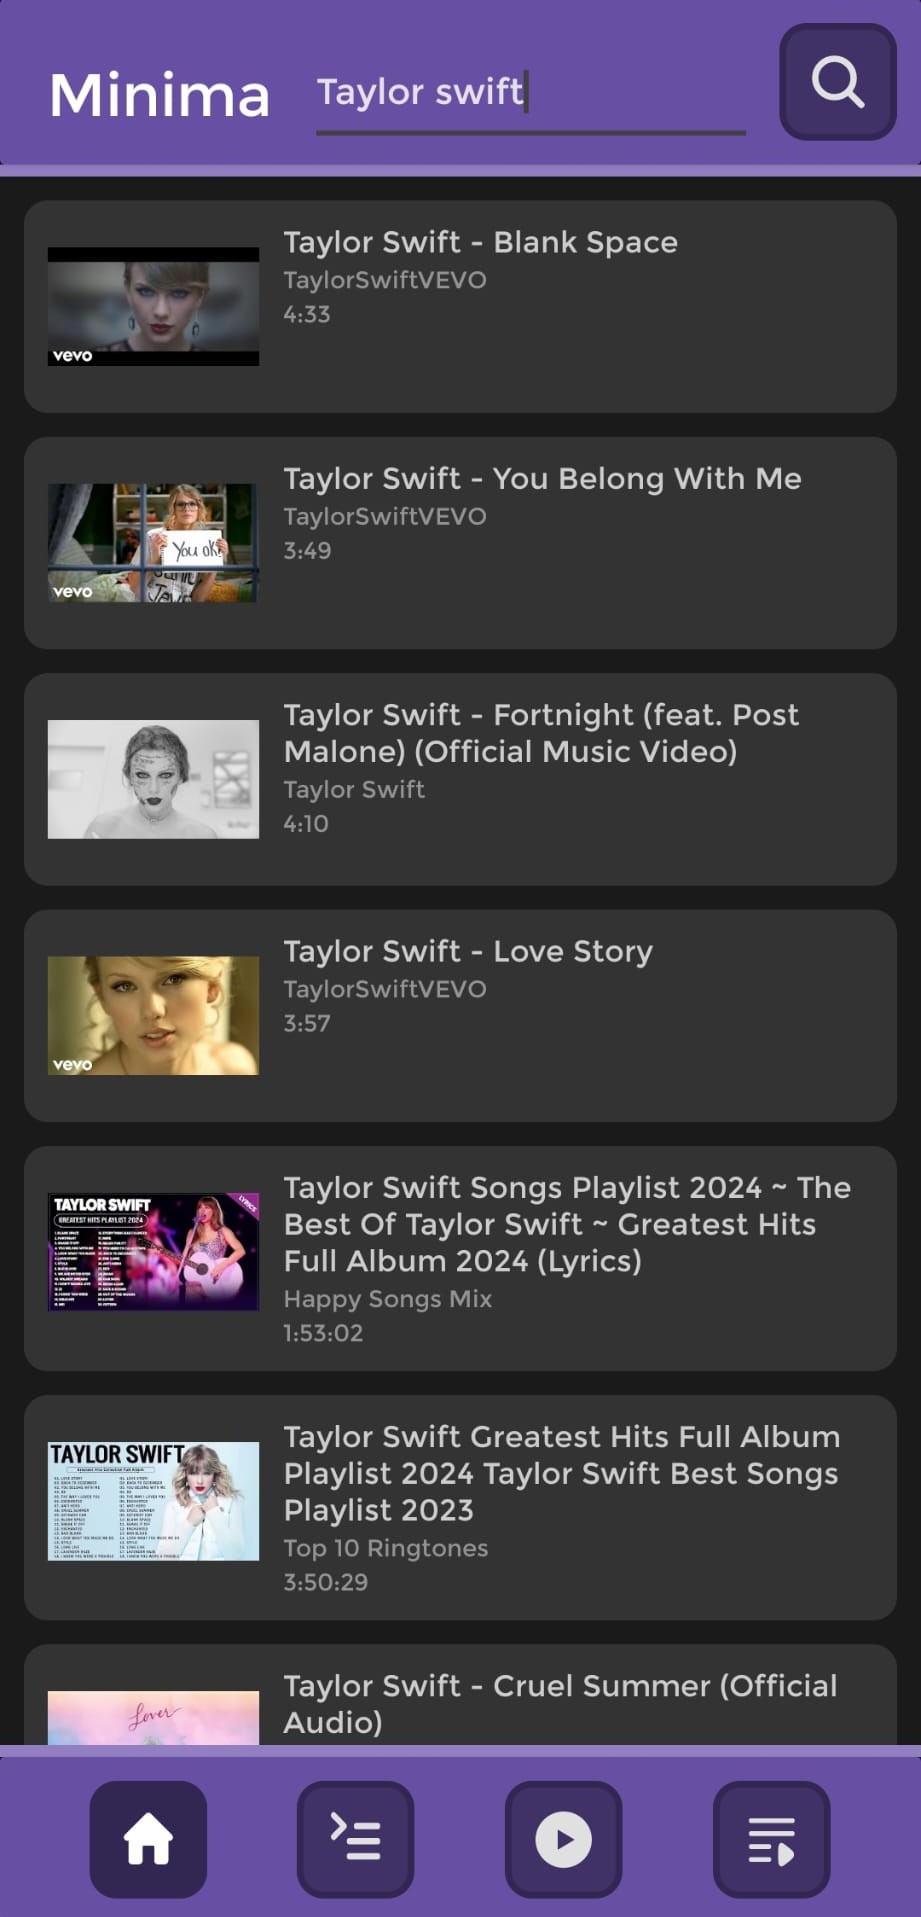 Minima
Taylor swift
Taylor Swift - Blank Space
TaylorSwiftVEVO
4:33
vevo
Taylor Swift - You Belong With Me
TaylorSwiftVEVO
3:49
You ok?
vevo
Taylor Swift - Fortnight (feat. Post
Malone) (Official Music Video)
Taylor Swift
4:10
Taylor Swift - Love Story
TaylorSwiftVEVO
3:57
vevo
Taylor Swift Songs Playlist 2024 ~ The
Best Of Taylor Swift ~ Greatest Hits
Full Album 2024 (Lyrics)
Happy Songs Mix
1:53:02
TAYLOR SWIFT
GREATEST HITS PLAYLIST 2024
LYRICS
Taylor Swift Greatest Hits Full Album
Playlist 2024 Taylor Swift Best Songs
Playlist 2023
Top 10 Ringtones
3:50:29
TAYLOR SWIFT
Taylor Swift - Cruel Summer (Official
Audio)
Lover